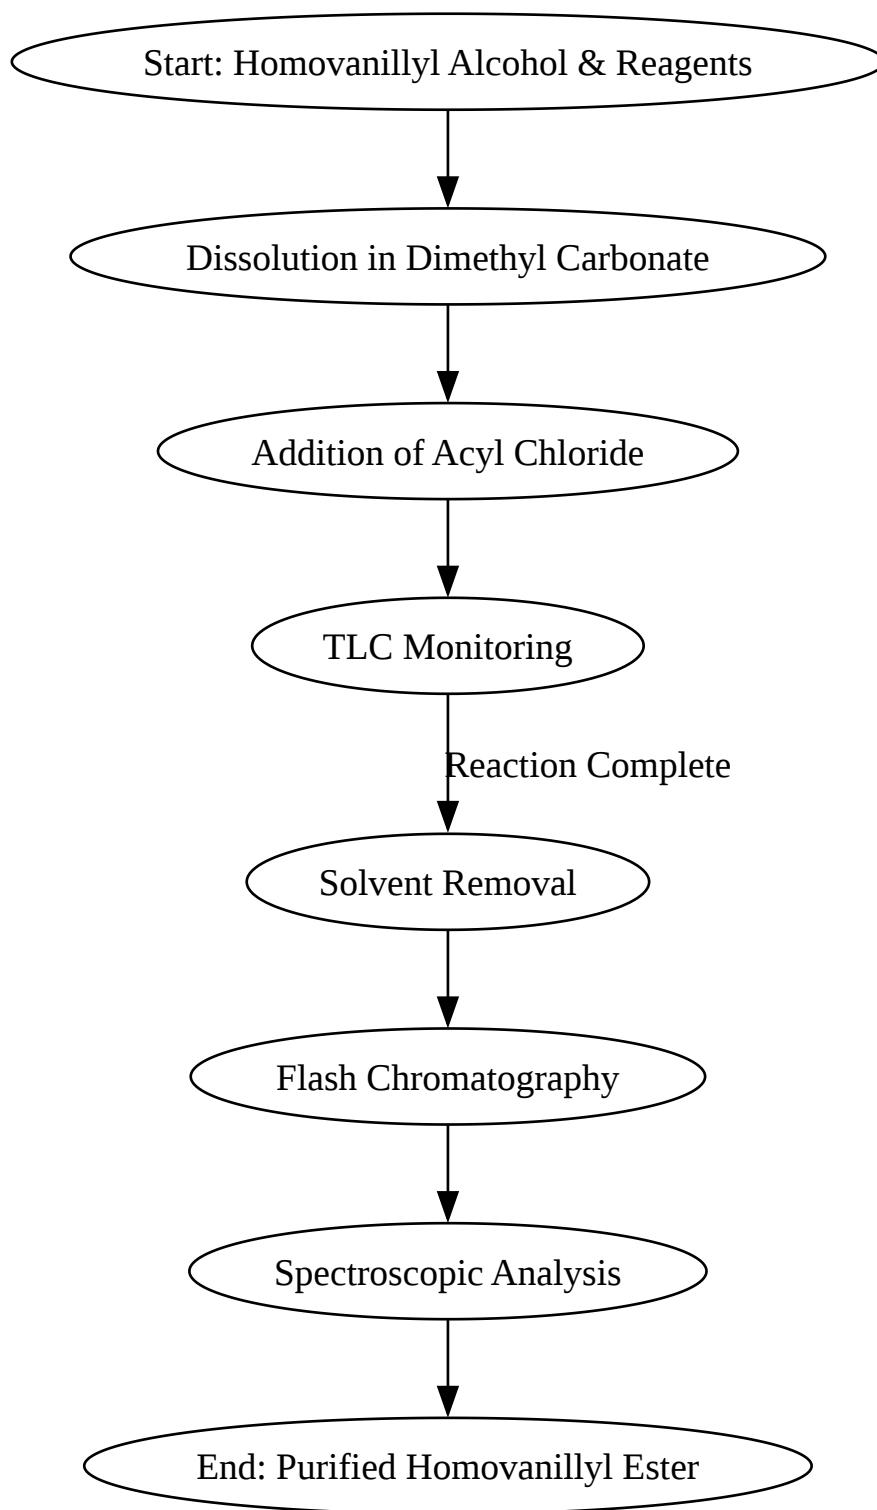 Start: Homovanillyl Alcohol & Reagents
Dissolution in Dimethyl Carbonate
Addition of Acyl Chloride
TLC Monitoring
Reaction Complete
Solvent Removal
Flash Chromatography
Spectroscopic Analysis
End: Purified Homovanillyl Ester